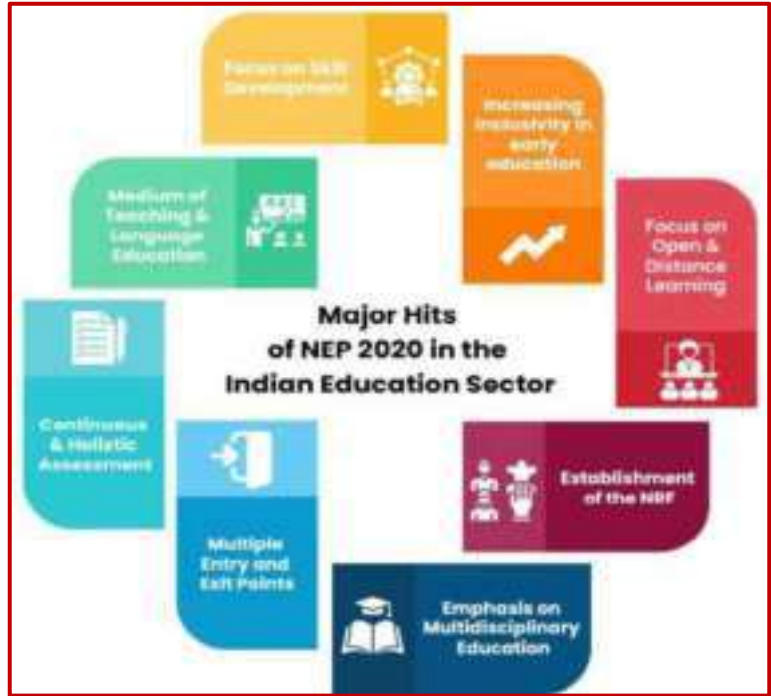 Focus on Skill
Development
Increasing
inclusivity in
early
education
Medium of
Teaching &
Language
Education
Focus on
Open &
Distance
Learning
Major Hits
of NEP 2020 in the
Indian Education Sector
Continuous
& Holistic
Assessment
Multiple
Entry and
Exit Points
Establishment
of the NRF
Emphasis on
Multidisciplinary
Education